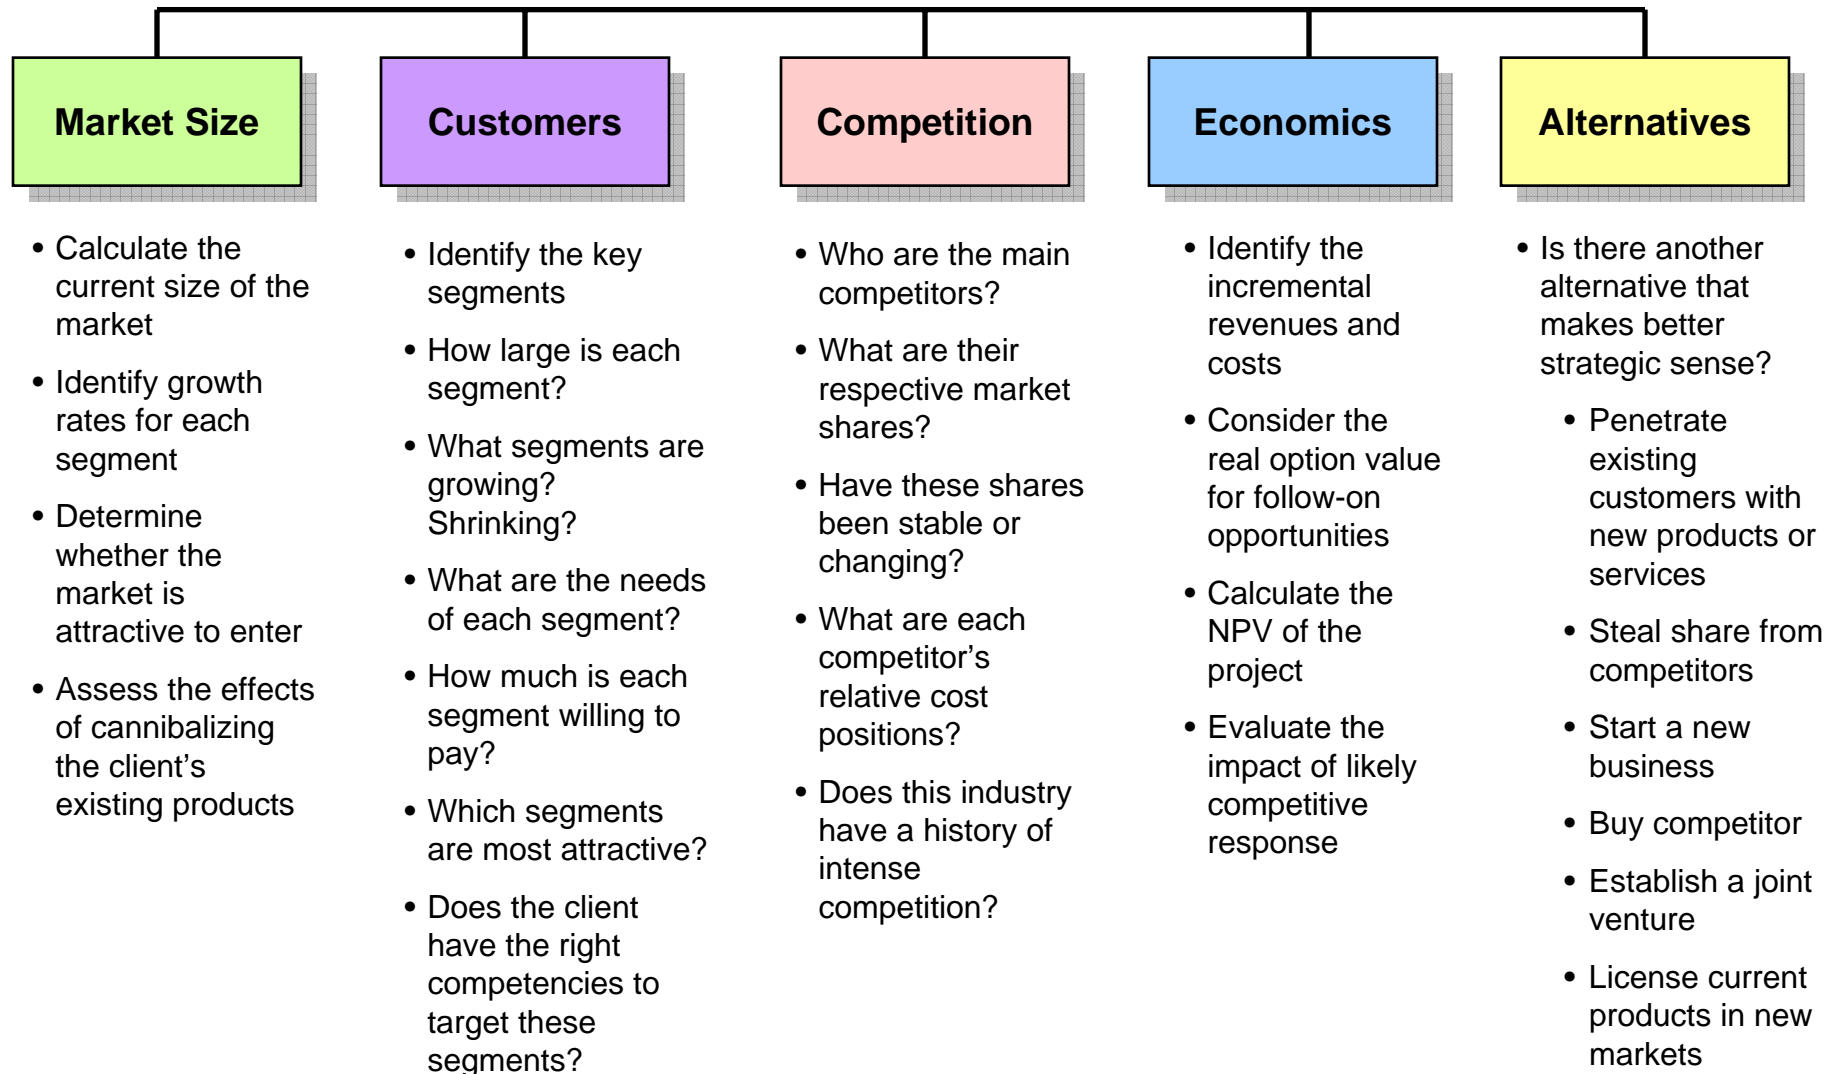 Market Size
• Calculate the
current size of the
market
• Identify growth
rates for each
segment
• Determine
whether the
market is
attractive to enter
• Assess the effects
of cannibalizing
the client's
existing products
Customers
• Identify the key
segments
• How large is each
segment?
• What segments are
growing?
Shrinking?
• What are the needs
of each segment?
• How much is each
segment willing to
pay?
• Which segments
are most attractive?
• Does the client
have the right
competencies to
target these
segments?
Competition
• Who are the main
competitors?
• What are their
respective market
shares?
• Have these shares
been stable or
changing?
• What are each
competitor's
relative cost
positions?
• Does this industry
have a history of
intense
competition?
Economics
• Identify the
incremental
revenues and
costs
• Consider the
real option value
for follow-on
opportunities
• Calculate the
NPV of the
project
• Evaluate the
impact of likely
competitive
response
Alternatives
• Is there another
alternative that
makes better
strategic sense?
• Penetrate
existing
customers with
new products or
services
• Steal share from
competitors
• Start a new
business
• Buy competitor
• Establish a joint
venture
• License current
products in new
markets